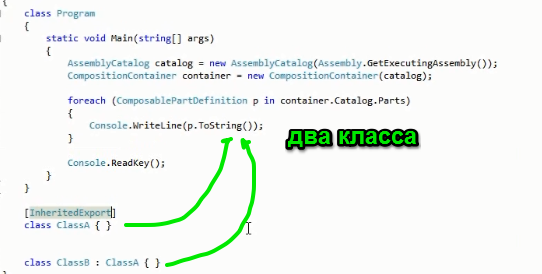 {
class Program
{
static void Main(string[] args)
{
AssemblyCatalog catalog = new AssemblyCatalog(Assembly.GetExecutingAssembly());
CompositionContainer container = new CompositionContainer(catalog);
foreach (ComposablePartDefinition p in container.Catalog.Parts)
{
Console.WriteLine(p.ToString());
}
два класса
Console.ReadKey();
}
}
[InheritedExport]
class ClassA { }
class ClassB : ClassA { }